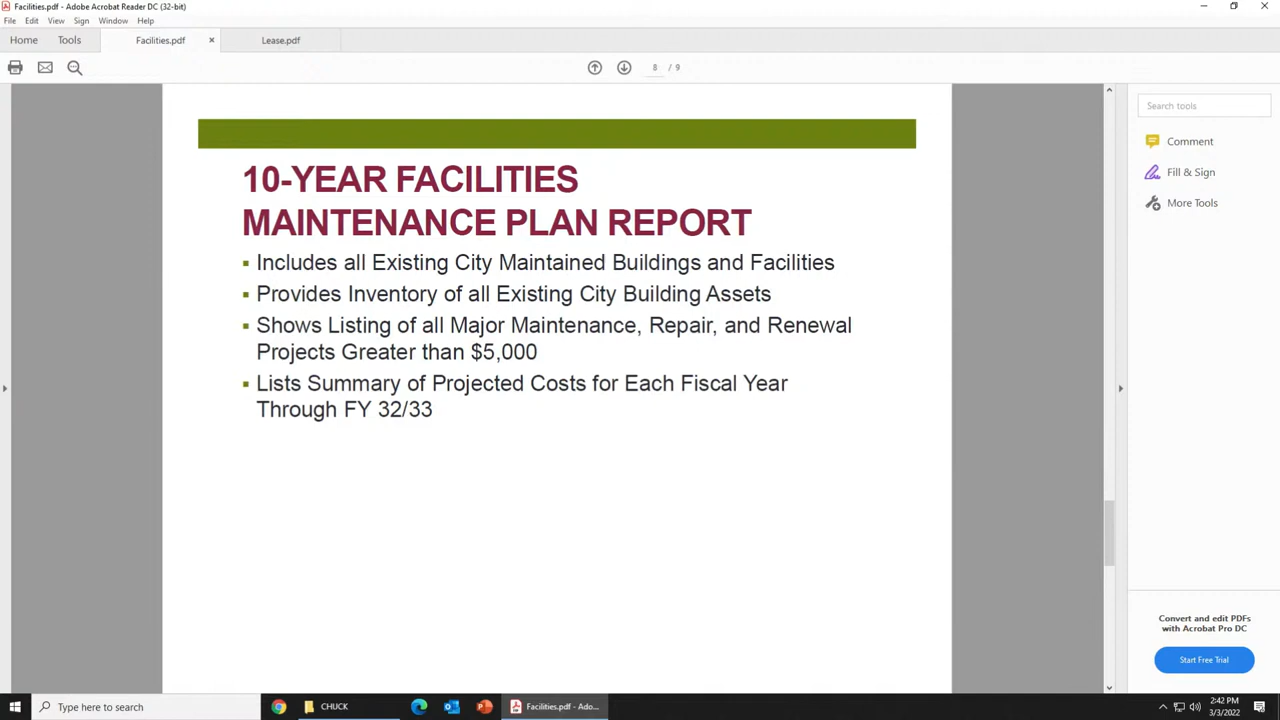 Facilities.pdf - Adobe Acrobat Reader DC (32-bit)
File Edit View Sign Window Help
Home Tools Facilities.pdf × Lease.pdf
8 / 9
Search tools
Comment
Fill & Sign
More Tools
10-YEAR FACILITIES
MAINTENANCE PLAN REPORT
▪ Includes all Existing City Maintained Buildings and Facilities
▪ Provides Inventory of all Existing City Building Assets
▪ Shows Listing of all Major Maintenance, Repair, and Renewal
Projects Greater than $5,000
▪ Lists Summary of Projected Costs for Each Fiscal Year
Through FY 32/33
Convert and edit PDFs
with Acrobat Pro DC
Start Free Trial
Type here to search
CHUCK
Facilities.pdf - Ado...
2:42 PM
3/3/2022